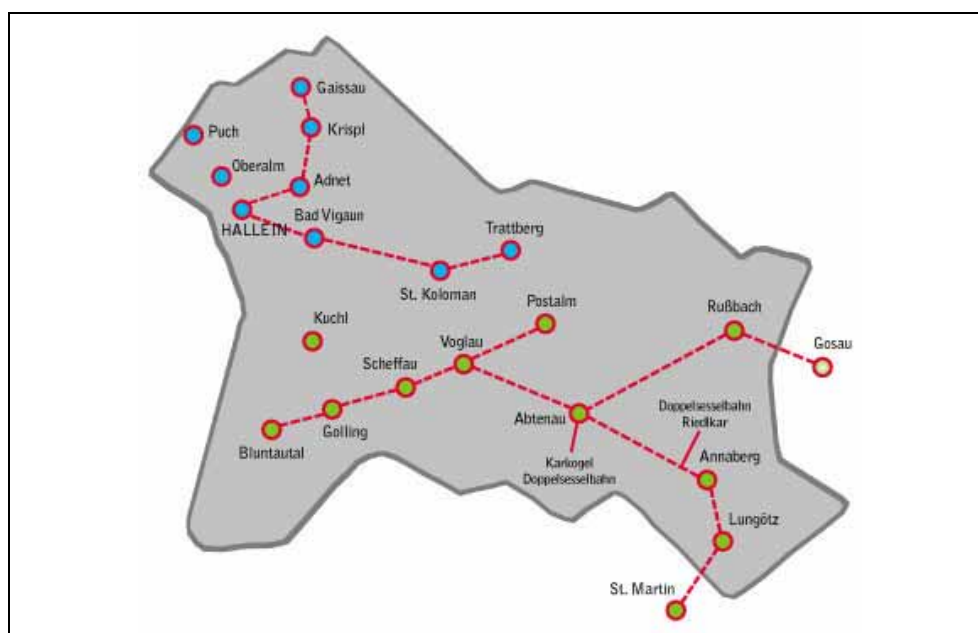 Gaissau
Puch
Krispl
Oberalm
Adnet
HALLEIN
Bad Vigaun
Trattberg
St. Koloman
Postalm
Rußbach
Kuchl
Voglau
Gosau
Scheffau
Golling
Abtenau
Doppelsesselbahn
Riedlkar
Bluntautal
Karkogel
Doppelsesselbahn
Annaberg
Lungötz
St. Martin